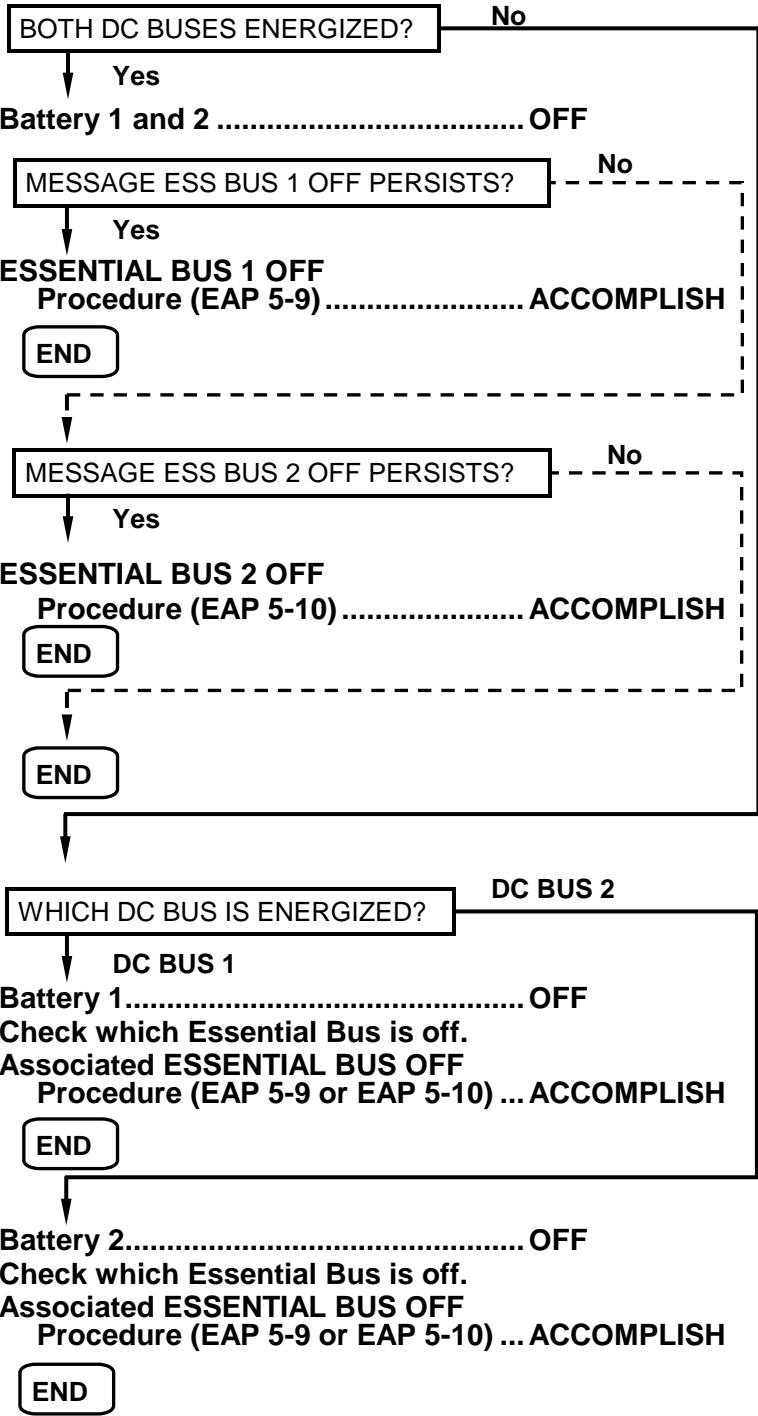 BOTH DC BUSES ENERGIZED?
No
Yes
Battery 1 and 2 ..................................... OFF
MESSAGE ESS BUS 1 OFF PERSISTS?
No
Yes
ESSENTIAL BUS 1 OFF
Procedure (EAP 5-9) ........................ ACCOMPLISH
END
MESSAGE ESS BUS 2 OFF PERSISTS?
No
Yes
ESSENTIAL BUS 2 OFF
Procedure (EAP 5-10) ...................... ACCOMPLISH
END
END
WHICH DC BUS IS ENERGIZED?
DC BUS 2
DC BUS 1
Battery 1................................................ OFF
Check which Essential Bus is off.
Associated ESSENTIAL BUS OFF
Procedure (EAP 5-9 or EAP 5-10) ... ACCOMPLISH
END
Battery 2................................................ OFF
Check which Essential Bus is off.
Associated ESSENTIAL BUS OFF
Procedure (EAP 5-9 or EAP 5-10) ... ACCOMPLISH
END